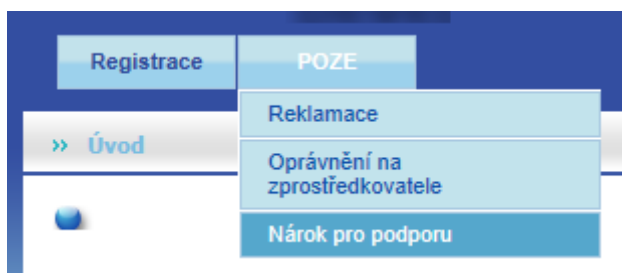 Registrace
POZE
Reklamace
» Úvod
Oprávnění na
zprostředkovatele
Nárok pro podporu